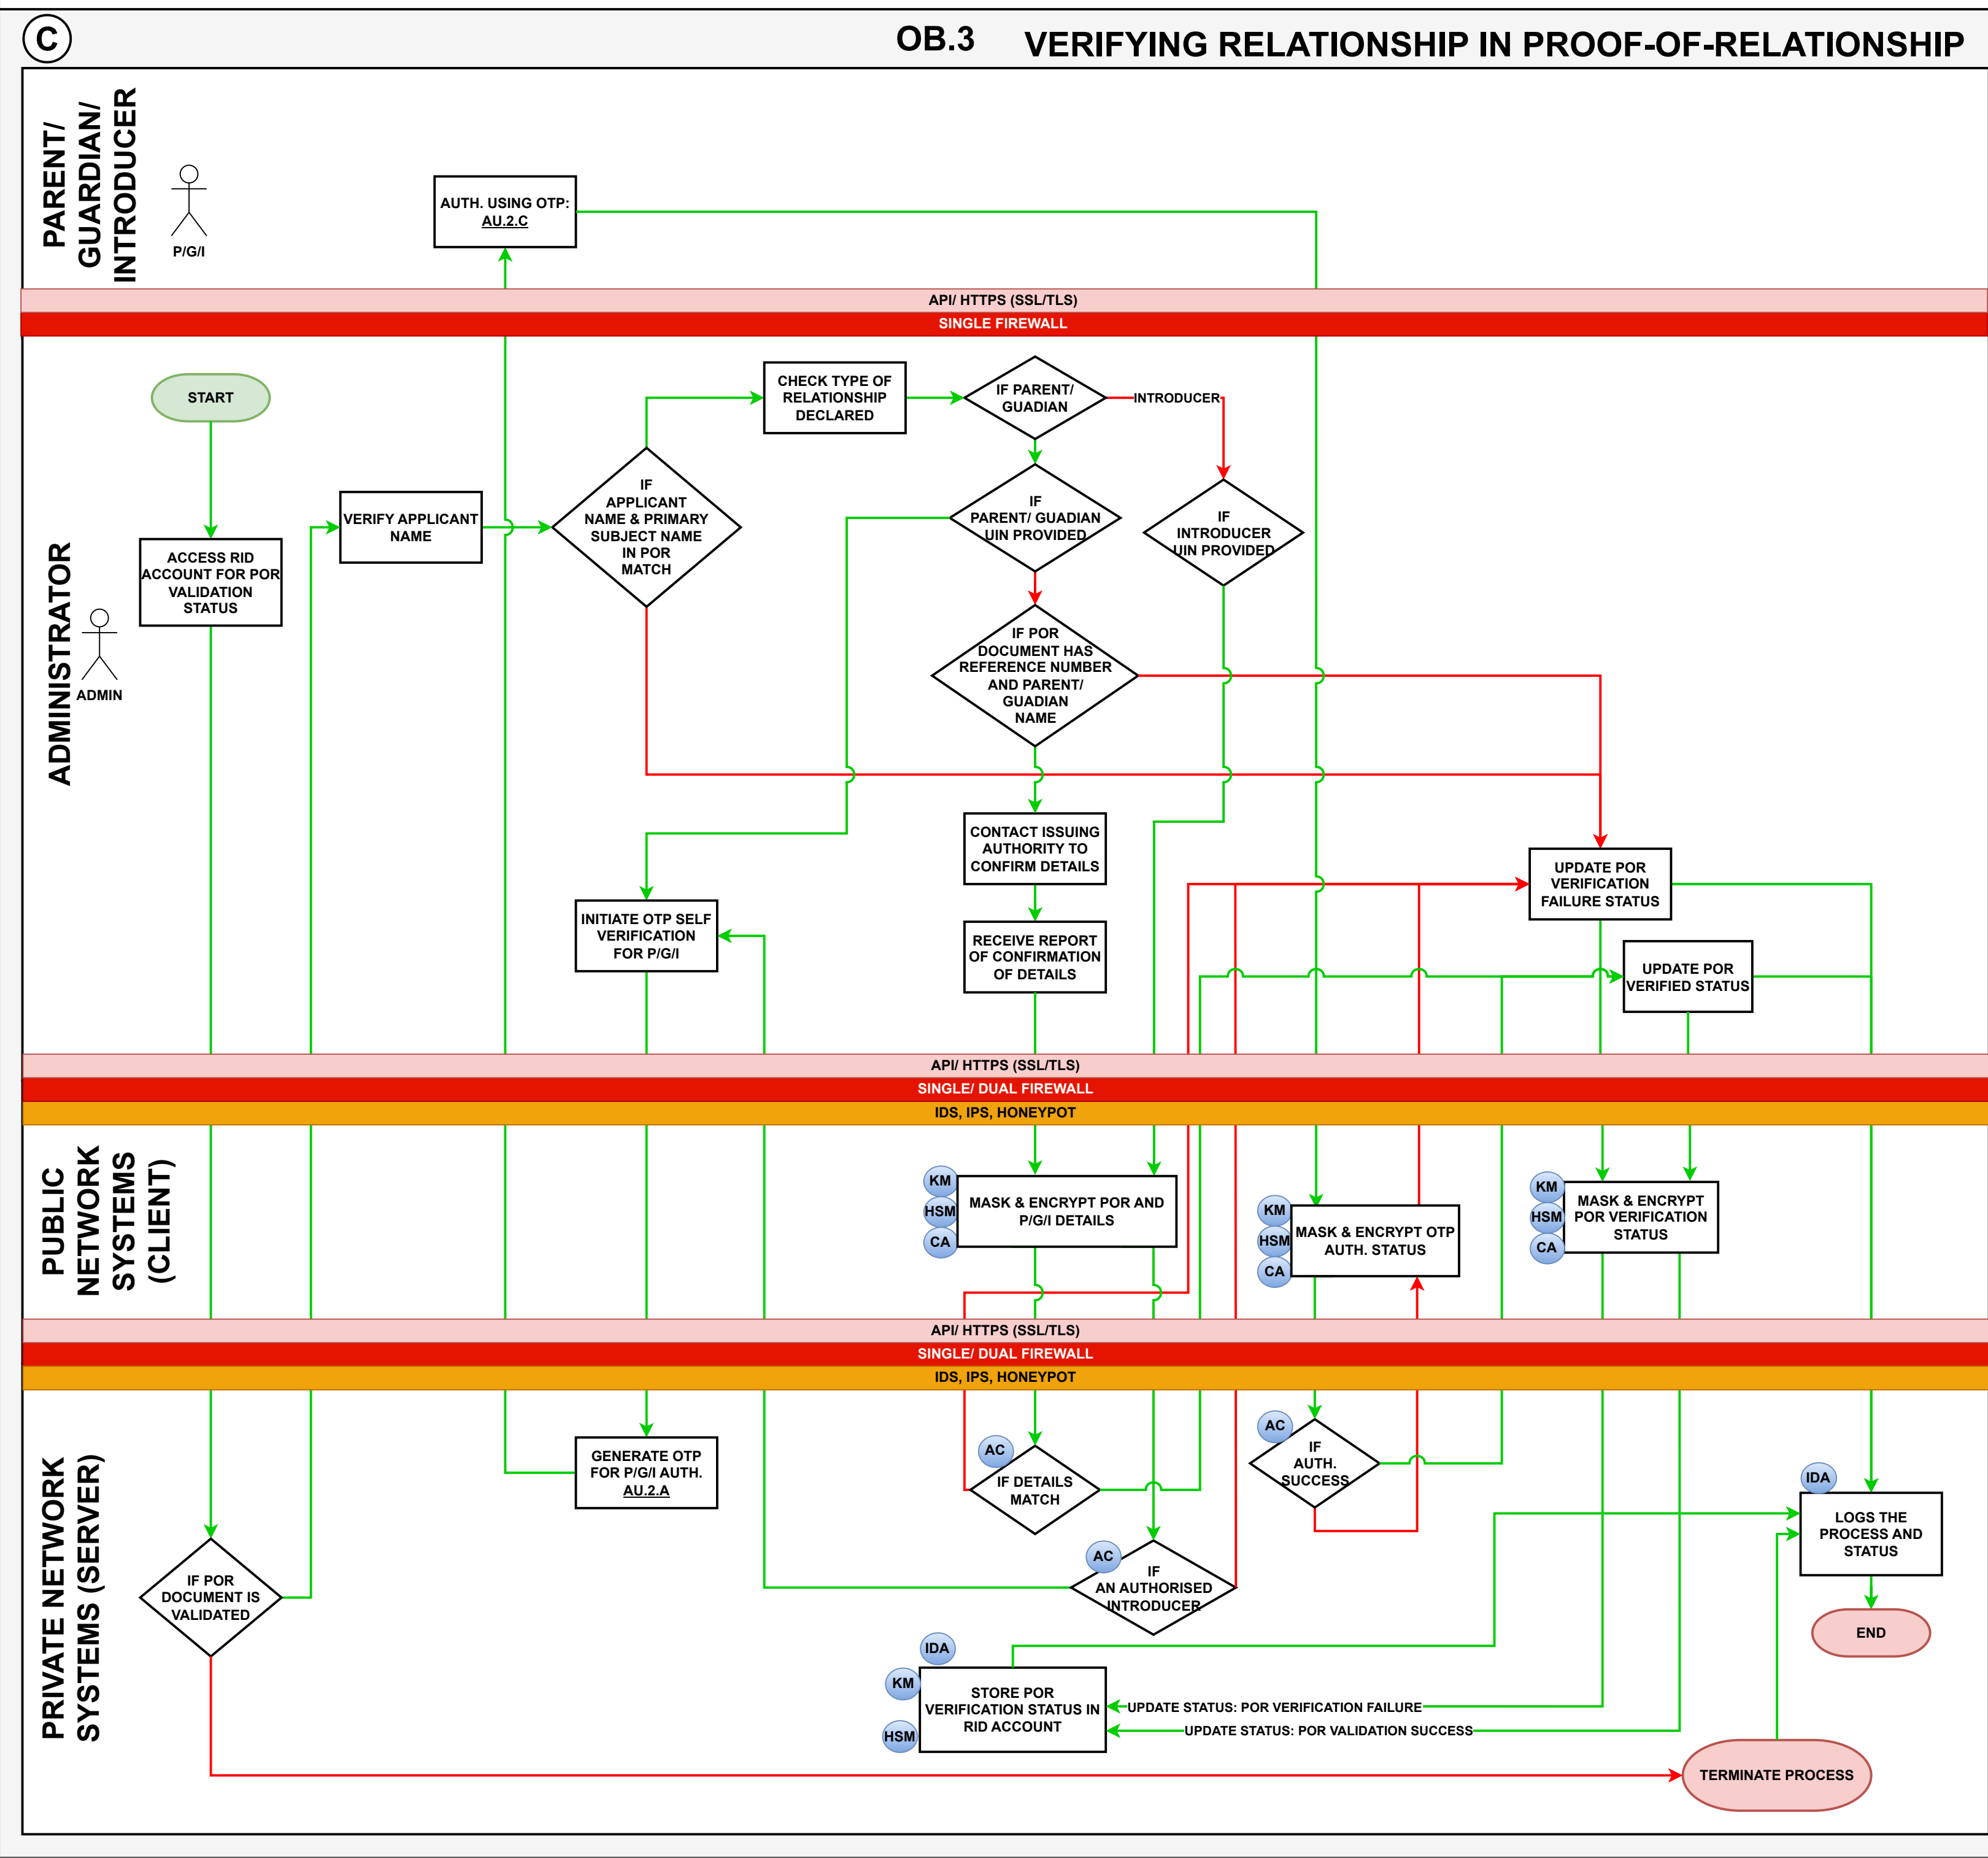 C
OB.3 VERIFYING RELATIONSHIP IN PROOF-OF-RELATIONSHIP
PARENT/
GUARDIAN/
INTRODUCER
P/G/I
AUTH. USING OTP:
AU.2.C
API/ HTTPS (SSL/TLS)
SINGLE FIREWALL
ADMINISTRATOR
ADMIN
START
ACCESS RID
ACCOUNT FOR POR
VALIDATION
STATUS
VERIFY APPLICANT
NAME
IF
APPLICANT
NAME & PRIMARY
SUBJECT NAME
IN POR
MATCH
CHECK TYPE OF
RELATIONSHIP
DECLARED
IF PARENT/
GUADIAN
INTRODUCER
IF
PARENT/ GUADIAN
UIN PROVIDED
IF
INTRODUCER
UIN PROVIDED
IF POR
DOCUMENT HAS
REFERENCE NUMBER
AND PARENT/
GUADIAN
NAME
CONTACT ISSUING
AUTHORITY TO
CONFIRM DETAILS
INITIATE OTP SELF
VERIFICATION
FOR P/G/I
RECEIVE REPORT
OF CONFIRMATION
OF DETAILS
UPDATE POR
VERIFICATION
FAILURE STATUS
UPDATE POR
VERIFIED STATUS
API/ HTTPS (SSL/TLS)
SINGLE/ DUAL FIREWALL
IDS, IPS, HONEYPOT
PUBLIC
NETWORK
SYSTEMS
(CLIENT)
KM
HSM
CA
MASK & ENCRYPT POR AND
P/G/I DETAILS
KM
HSM
CA
MASK & ENCRYPT OTP
AUTH. STATUS
KM
HSM
CA
MASK & ENCRYPT
POR VERIFICATION
STATUS
API/ HTTPS (SSL/TLS)
SINGLE/ DUAL FIREWALL
IDS, IPS, HONEYPOT
PRIVATE NETWORK
SYSTEMS (SERVER)
IF POR
DOCUMENT IS
VALIDATED
GENERATE OTP
FOR P/G/I AUTH.
AU.2.A
AC
IF DETAILS
MATCH
AC
IF
AUTH.
SUCCESS
AC
IF
AN AUTHORISED
INTRODUCER
IDA
LOGS THE
PROCESS AND
STATUS
END
IDA
KM
HSM
STORE POR
VERIFICATION STATUS IN
RID ACCOUNT
UPDATE STATUS: POR VERIFICATION FAILURE
UPDATE STATUS: POR VALIDATION SUCCESS
TERMINATE PROCESS